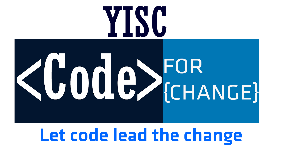 YISC
<Code> FOR
{CHANGE}
Let code lead the change